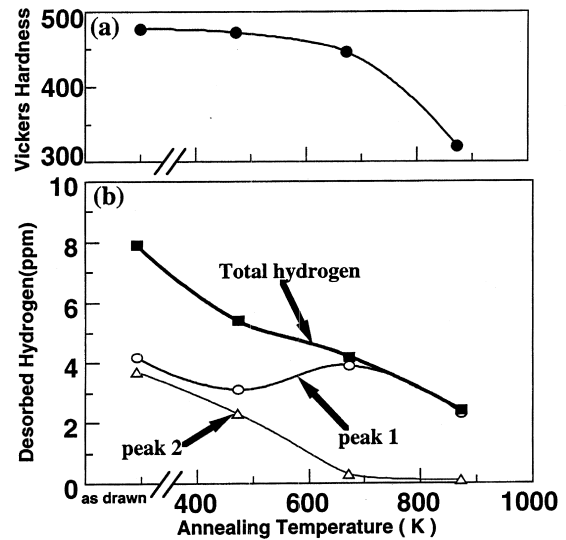 (a)
Vickers Hardness
500
400
300
(b)
Desorbed Hydrogen(ppm)
10
8
6
4
2
0
Total hydrogen
peak 1
peak 2
as drawn
400
600
800
1000
Annealing Temperature ( K )